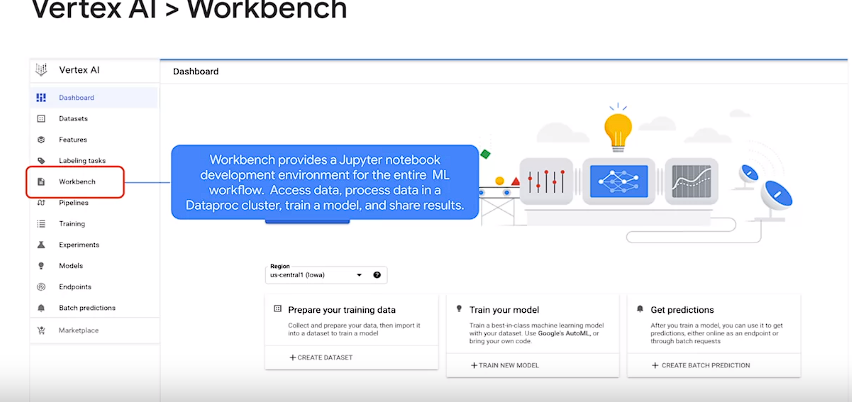 Vertex AI > Workbench
Vertex AI
Dashboard
Dashboard
Datasets
Features
Labeling tasks
Workbench
Pipelines
Training
Experiments
Models
Endpoints
Batch predictions
Marketplace
Workbench provides a Jupyter notebook
development environment for the entire ML
workflow. Access data, process data in a
Dataproc cluster, train a model, and share results.
Region
us-central1 (Iowa)
?
Prepare your training data
Collect and prepare your data, then import it
into a dataset to train a model
+ CREATE DATASET
Train your model
Train a best-in-class machine learning model
with your dataset. Use Google's AutoML, or
bring your own code.
+ TRAIN NEW MODEL
Get predictions
After you train a model, you can use it to get
predictions, either online as an endpoint or
through batch requests
+ CREATE BATCH PREDICTION